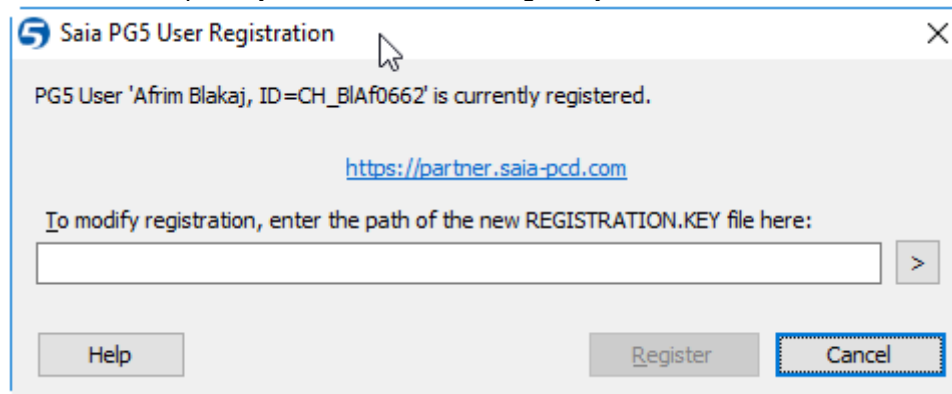 Saia PG5 User Registration
PG5 User 'Afrim Blakaj, ID=CH_BlAf0662' is currently registered.
https://partner.saia-pcd.com
To modify registration, enter the path of the new REGISTRATION.KEY file here:
>
Help Register Cancel